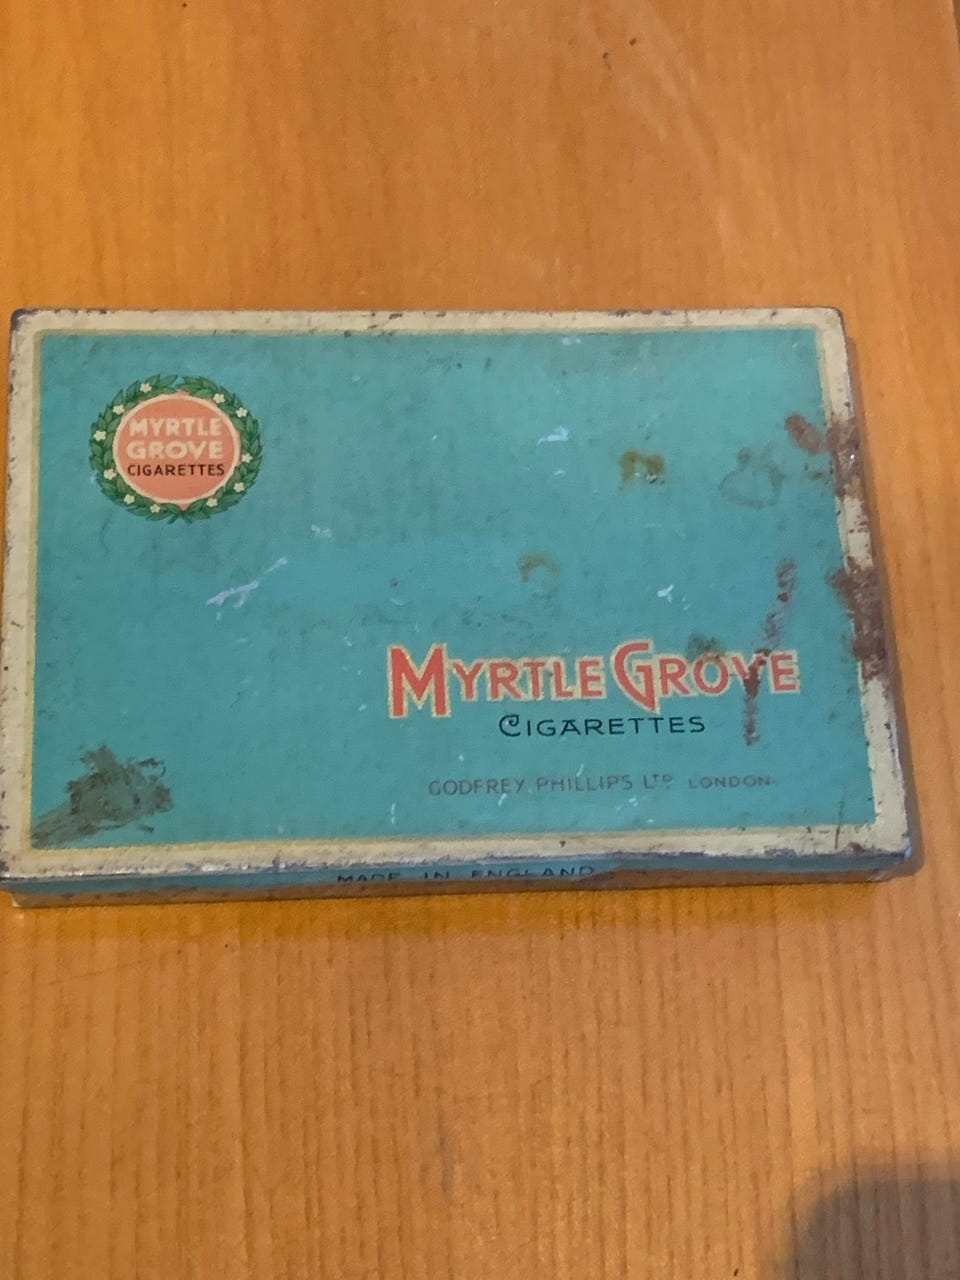 MYRTLE
GROVE
CIGARETTES
MYRTLE GROVE
CIGARETTES
GODFREY PHILLIPS LTD LONDON.
MADE IN ENGLAND